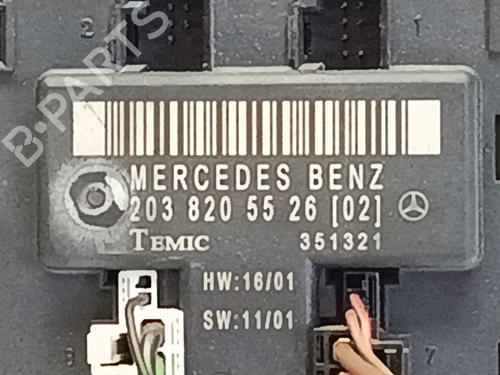 2
1
B-PARTS
MERCEDES BENZ
203 820 55 26 [02]
TEMIC 351321
HW:16/01
SW:11/01
7